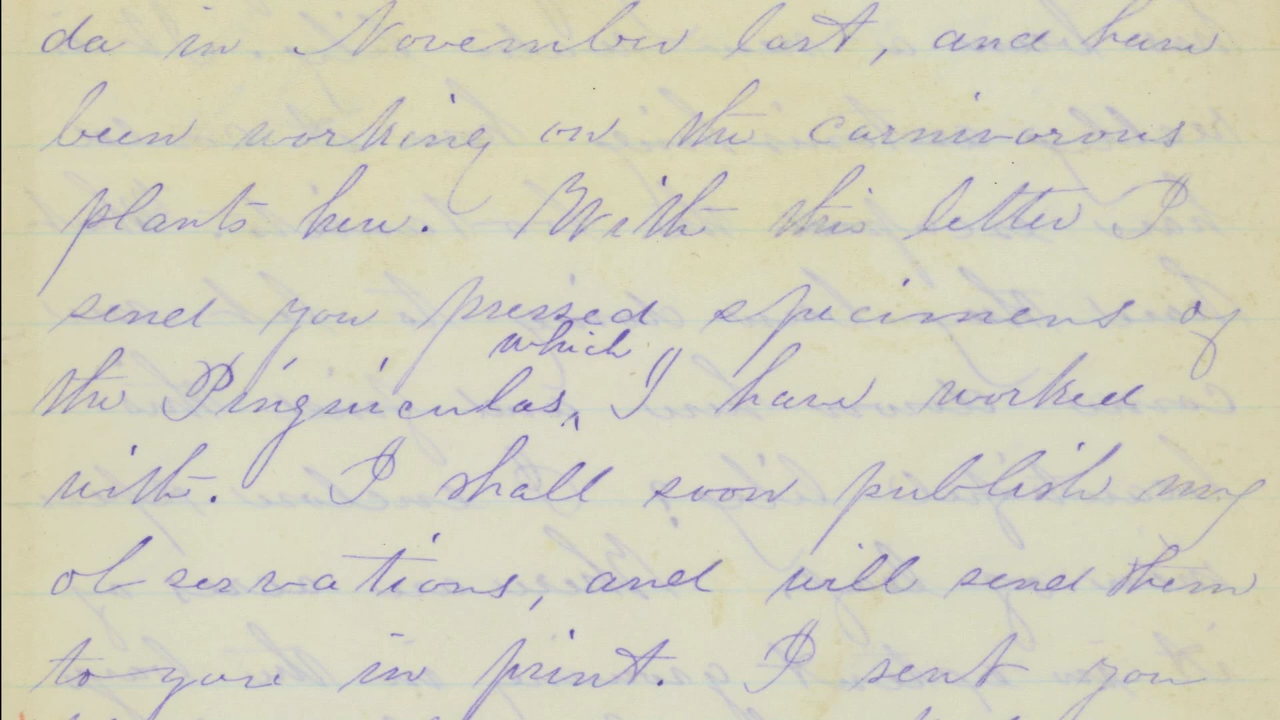 da in November last, and have
been working on the carnivorous
plants here. With this letter I
send you pressed specimens of
which
the Pinguiculas, I have worked
with. I shall soon publish my
observations, and will send them
to you in print. I sent you